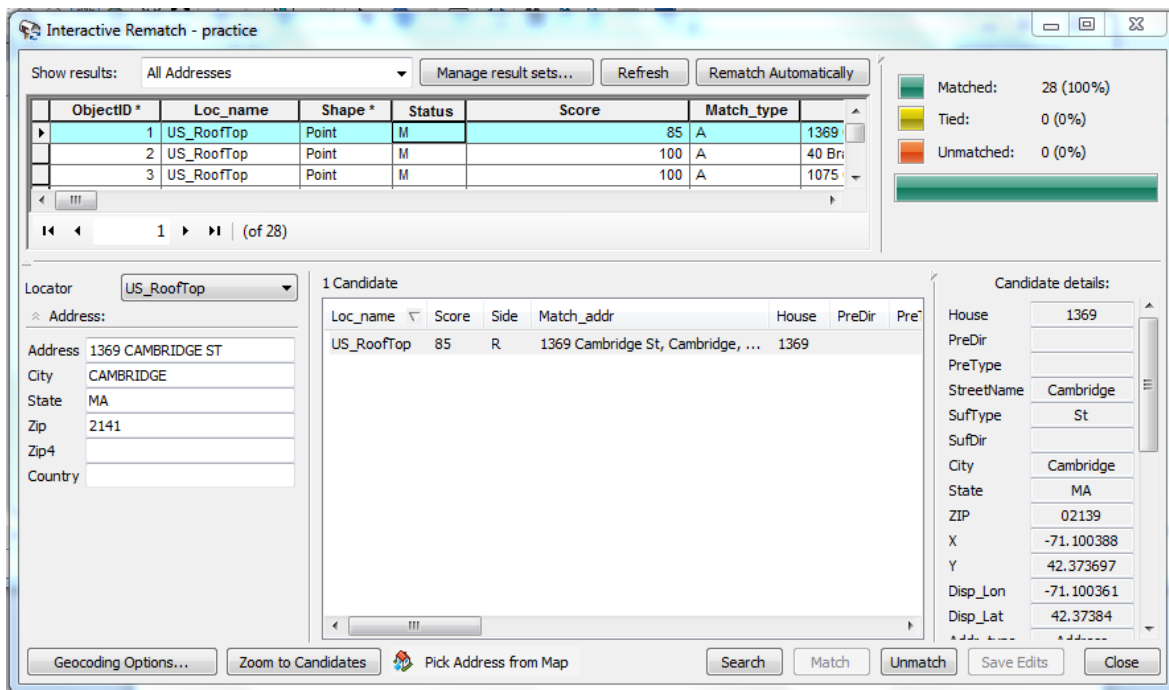 Interactive Rematch - practice
Show results: All Addresses Manage result sets... Refresh Rematch Automatically
ObjectID * Loc_name Shape * Status Score Match_type
1 US_RoofTop Point M 85 A 1369
2 US_RoofTop Point M 100 A 40 Bra
3 US_RoofTop Point M 100 A 1075
1 (of 28)
Matched: 28 (100%)
Tied: 0 (0%)
Unmatched: 0 (0%)
Locator US_RoofTop
Address:
Address 1369 CAMBRIDGE ST
City CAMBRIDGE
State MA
Zip 2141
Zip4
Country
1 Candidate
Loc_name Score Side Match_addr House PreDir PreT
US_RoofTop 85 R 1369 Cambridge St, Cambridge, ... 1369
Candidate details:
House 1369
PreDir
PreType
StreetName Cambridge
SufType St
SufDir
City Cambridge
State MA
ZIP 02139
X -71.100388
Y 42.373697
Disp_Lon -71.100361
Disp_Lat 42.37384
Geocoding Options... Zoom to Candidates Pick Address from Map Search Match Unmatch Save Edits Close